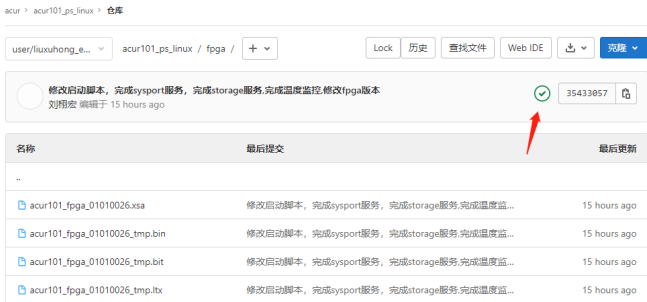 acur › acur101_ps_linux › 仓库
user/liuxuhong_e... acur101_ps_linux / fpga / + Lock 历史 查找文件 Web IDE 克隆
修改启动脚本，完成sysport服务，完成storage服务,完成温度监控,修改fpga版本 35433057
刘栩宏 编辑于 15 hours ago
名称 最后提交 最后更新
..
acur101_fpga_01010026.xsa 修改启动脚本，完成sysport服务，完成storage服务,完成温度监... 15 hours ago
acur101_fpga_01010026_tmp.bin 修改启动脚本，完成sysport服务，完成storage服务,完成温度监... 15 hours ago
acur101_fpga_01010026_tmp.bit 修改启动脚本，完成sysport服务，完成storage服务,完成温度监... 15 hours ago
acur101_fpga_01010026_tmp.ltx 修改启动脚本，完成sysport服务，完成storage服务,完成温度监... 15 hours ago